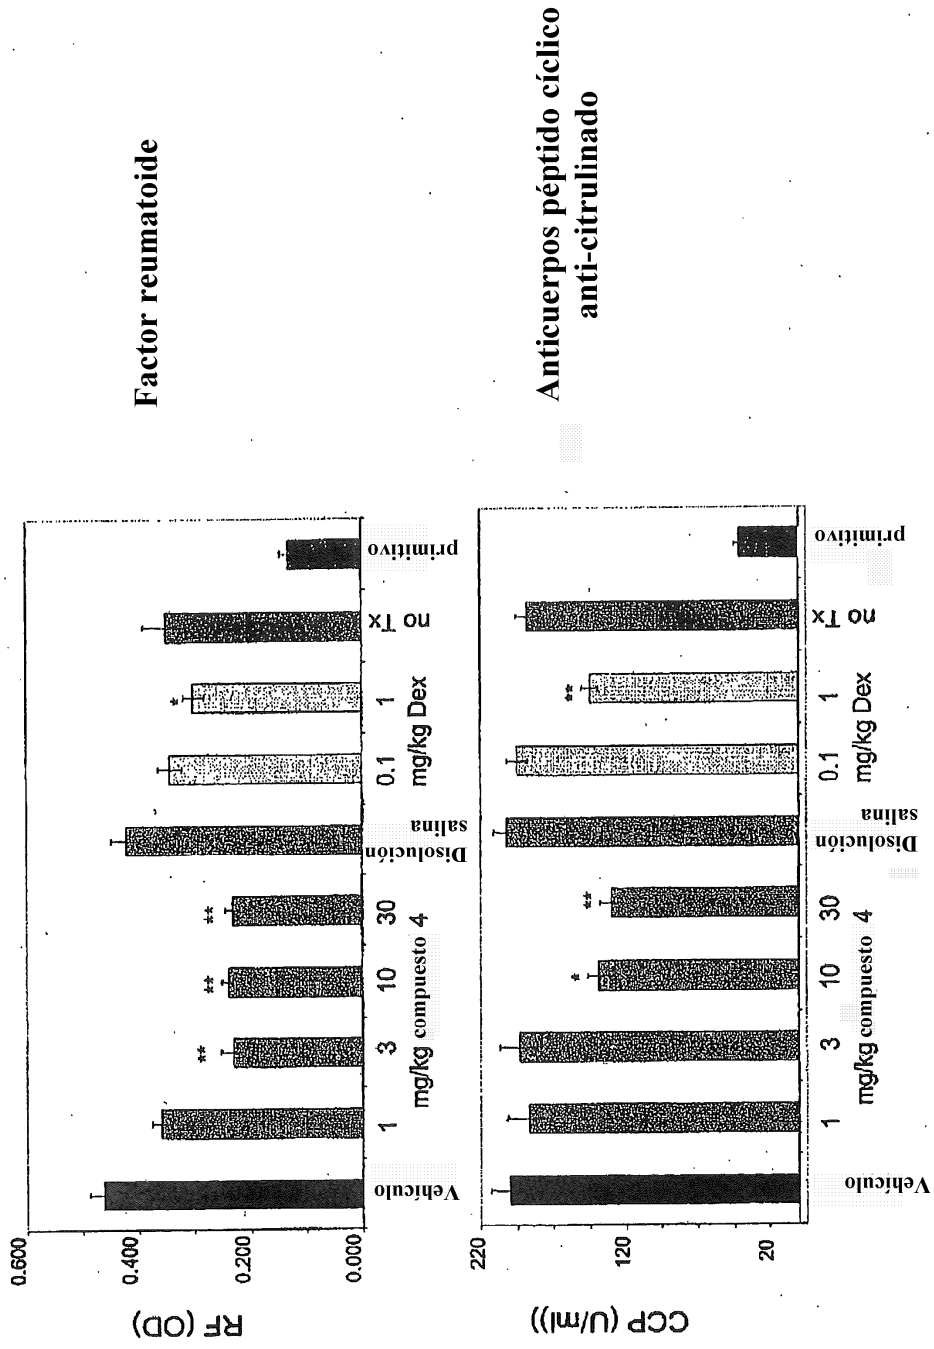 Factor reumatoide
RF (OD)
0.600
0.400
0.200
0.000
** ** ** *
Vehículo
1 3 10 30
mg/kg compuesto 4
Disolución
salina
0.1 1
mg/kg Dex
no Tx
primitivo
Anticuerpos péptido cíclico
anti-citrulinado
CCP (U/ml))
220
120
20
* ** **
Vehículo
1 3 10 30
mg/kg compuesto 4
Disolución
salina
0.1 1
mg/kg Dex
no Tx
primitivo